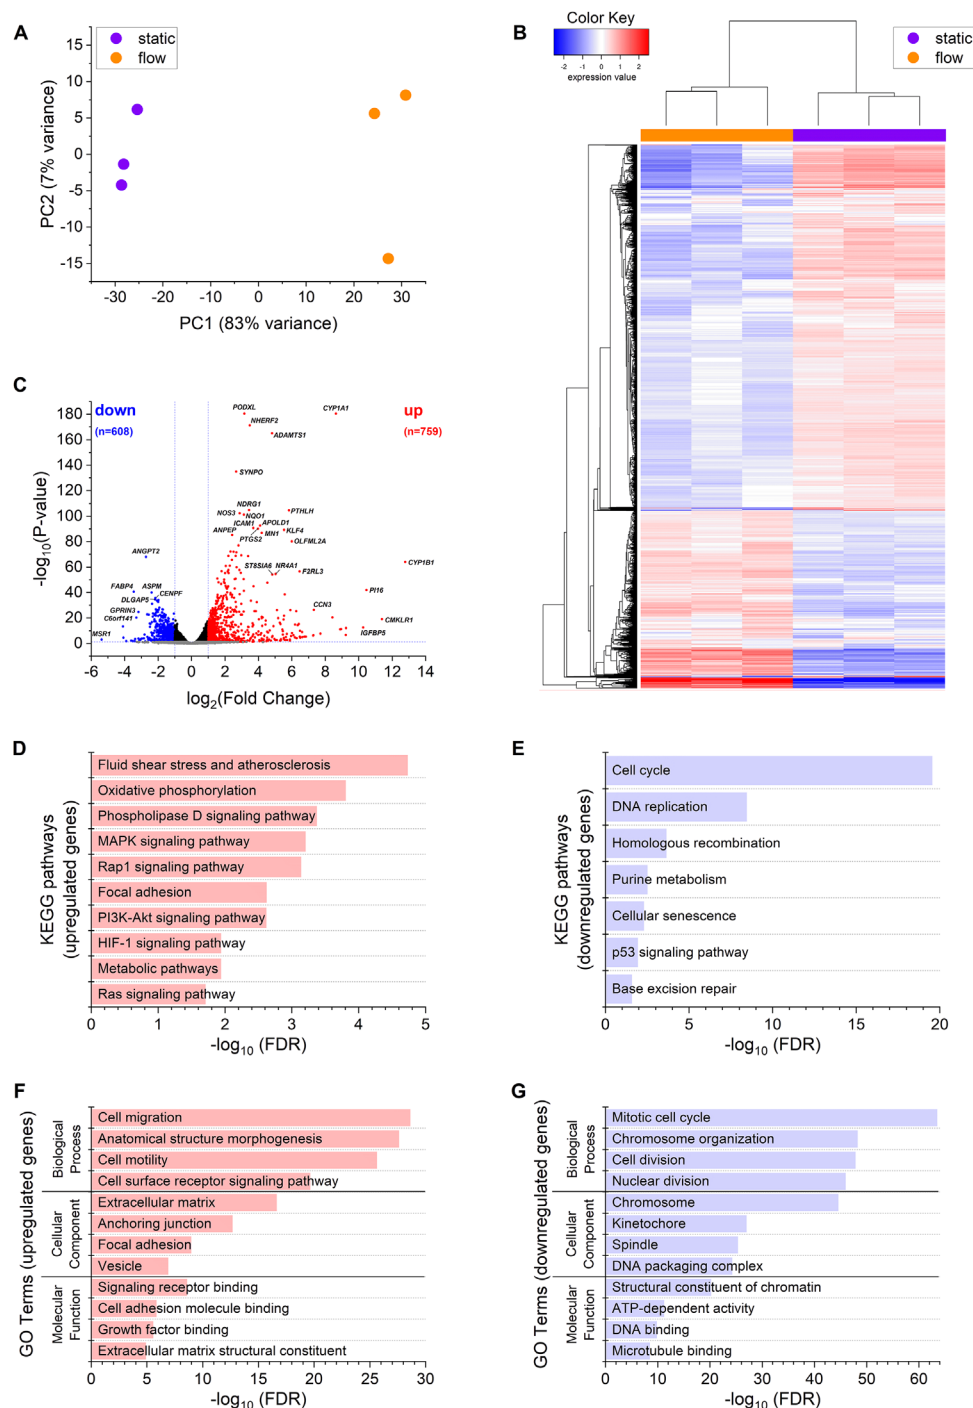 A
static
flow
PC2 (7% variance)
15
10
5
0
-5
-10
-15
-30
-20
-10
0
10
20
30
PC1 (83% variance)
B
Color Key
-2
-1
0
1
2
expression value
static
flow
C
down
(n=608)
up
(n=759)
-log10(P-value)
180
160
140
120
100
80
60
40
20
0
-6
-4
-2
0
2
4
6
8
10
12
14
log2(Fold Change)
PODXL
CYP1A1
NHERF2
ADAMTS1
SYNPO
NDRG1
NOS3
NQO1
PTHLH
ICAM1
APOLD1
ANPEP
MN1
KLF4
PTGS2
OLFML2A
ANGPT2
ST8SIA6
NR4A1
F2RL3
CYP1B1
FABP4
ASPM
CENPF
DLGAP5
PI16
GPRIN3
C6orf141
CCN3
CMKLR1
MSR1
IGFBP5
D
KEGG pathways
(upregulated genes)
Fluid shear stress and atherosclerosis
Oxidative phosphorylation
Phospholipase D signaling pathway
MAPK signaling pathway
Rap1 signaling pathway
Focal adhesion
PI3K-Akt signaling pathway
HIF-1 signaling pathway
Metabolic pathways
Ras signaling pathway
0
1
2
3
4
5
-log10 (FDR)
E
KEGG pathways
(downregulated genes)
Cell cycle
DNA replication
Homologous recombination
Purine metabolism
Cellular senescence
p53 signaling pathway
Base excision repair
0
5
10
15
20
-log10 (FDR)
F
GO Terms (upregulated genes)
Biological
Process
Cell migration
Anatomical structure morphogenesis
Cell motility
Cell surface receptor signaling pathway
Cellular
Component
Extracellular matrix
Anchoring junction
Focal adhesion
Vesicle
Molecular
Function
Signaling receptor binding
Cell adhesion molecule binding
Growth factor binding
Extracellular matrix structural constituent
0
5
10
15
20
25
30
-log10 (FDR)
G
GO Terms (downregulated genes)
Biological
Process
Mitotic cell cycle
Chromosome organization
Cell division
Nuclear division
Cellular
Component
Chromosome
Kinetochore
Spindle
DNA packaging complex
Molecular
Function
Structural constituent of chromatin
ATP-dependent activity
DNA binding
Microtubule binding
0
10
20
30
40
50
60
-log10 (FDR)